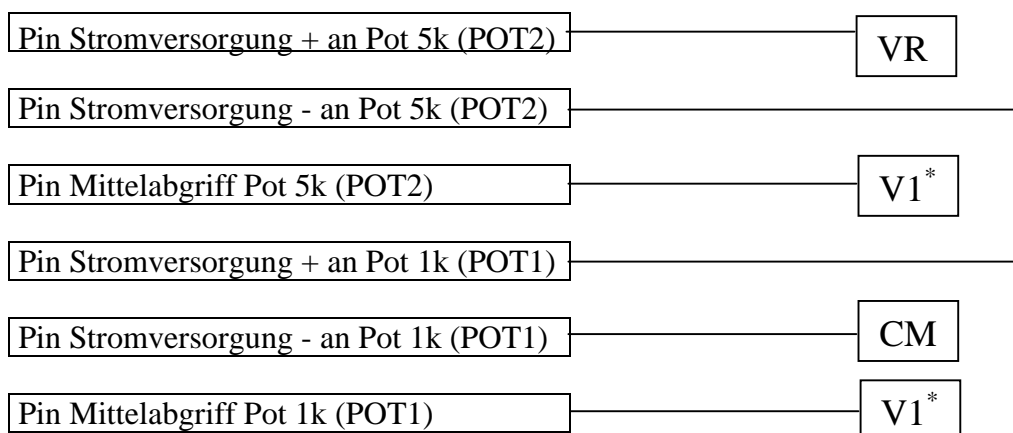 Pin Stromversorgung + an Pot 5k (POT2) VR
Pin Stromversorgung - an Pot 5k (POT2)
Pin Mittelabgriff Pot 5k (POT2) V1*
Pin Stromversorgung + an Pot 1k (POT1)
Pin Stromversorgung - an Pot 1k (POT1) CM
Pin Mittelabgriff Pot 1k (POT1) V1*